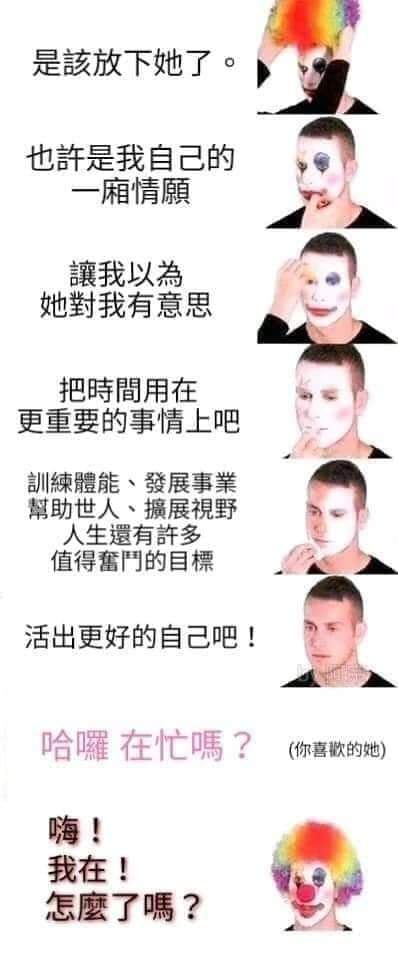 是該放下她了。
也許是我自己的
一廂情願
讓我以為
她對我有意思
把時間用在
更重要的事情上吧
訓練體能、發展事業
幫助世人、擴展視野
人生還有許多
值得奮鬥的目標
活出更好的自己吧！
哈囉 在忙嗎？
(你喜歡的她)
嗨！
我在！
怎麼了嗎？